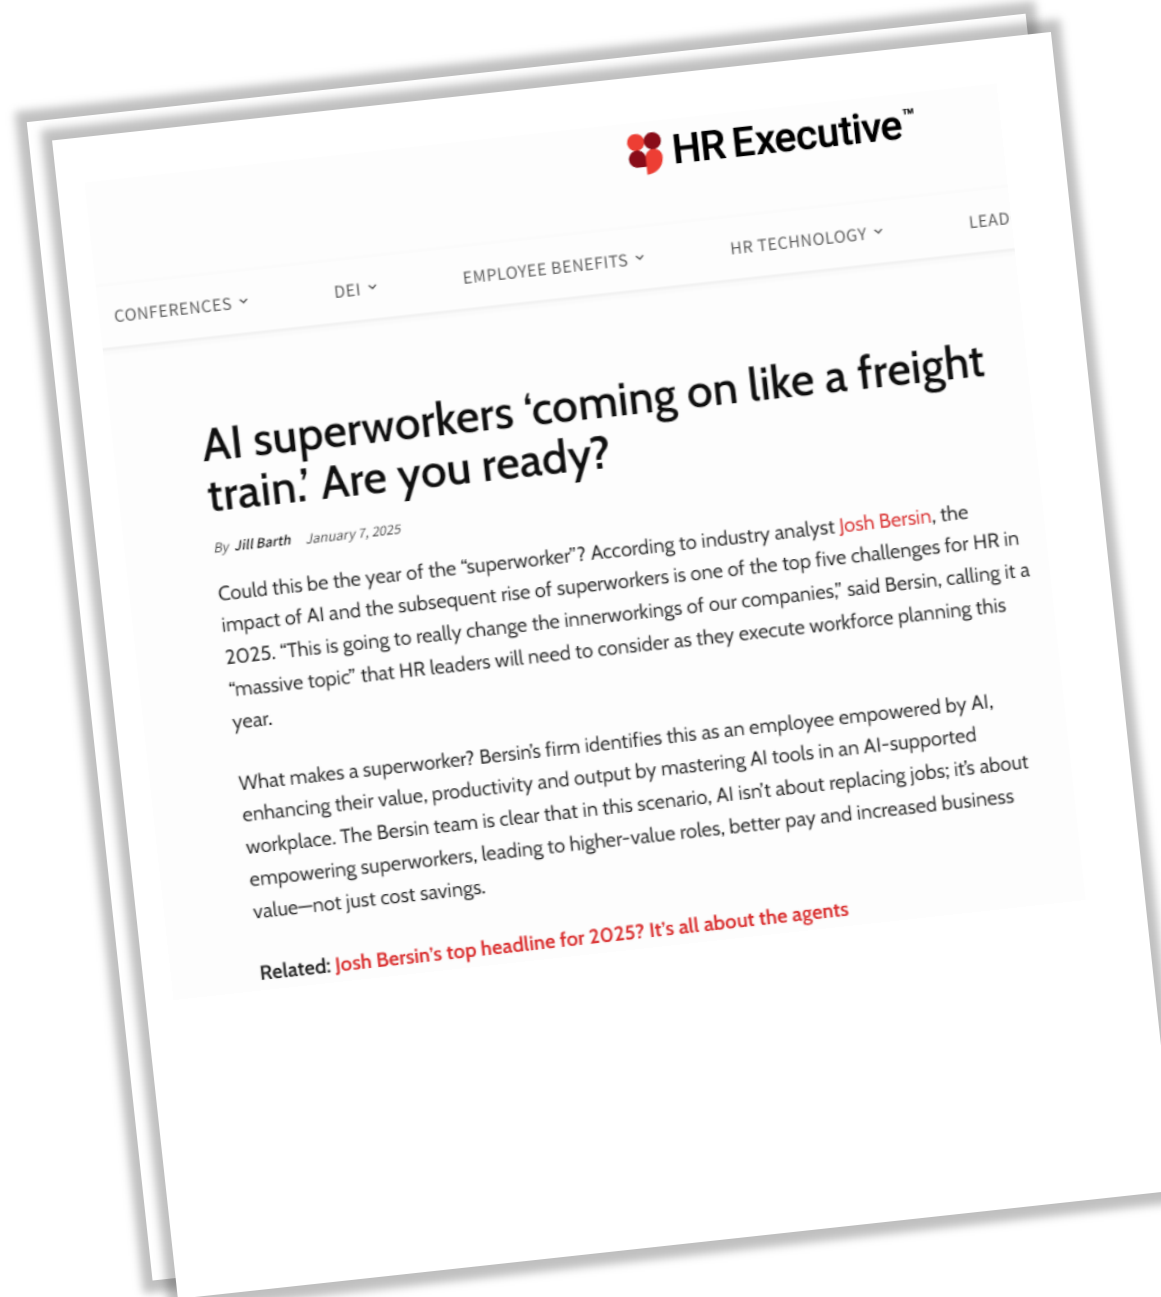 HR Executive™
CONFERENCES
DEI
EMPLOYEE BENEFITS
HR TECHNOLOGY
LEAD
AI superworkers ‘coming on like a freight
train.’ Are you ready?
By Jill Barth January 7, 2025
Could this be the year of the “superworker”? According to industry analyst Josh Bersin, the
impact of AI and the subsequent rise of superworkers is one of the top five challenges for HR in
2025. “This is going to really change the innerworkings of our companies,” said Bersin, calling it a
“massive topic” that HR leaders will need to consider as they execute workforce planning this
year.
What makes a superworker? Bersin’s firm identifies this as an employee empowered by AI,
enhancing their value, productivity and output by mastering AI tools in an AI-supported
workplace. The Bersin team is clear that in this scenario, AI isn’t about replacing jobs; it’s about
empowering superworkers, leading to higher-value roles, better pay and increased business
value—not just cost savings.
Related: Josh Bersin’s top headline for 2025? It’s all about the agents